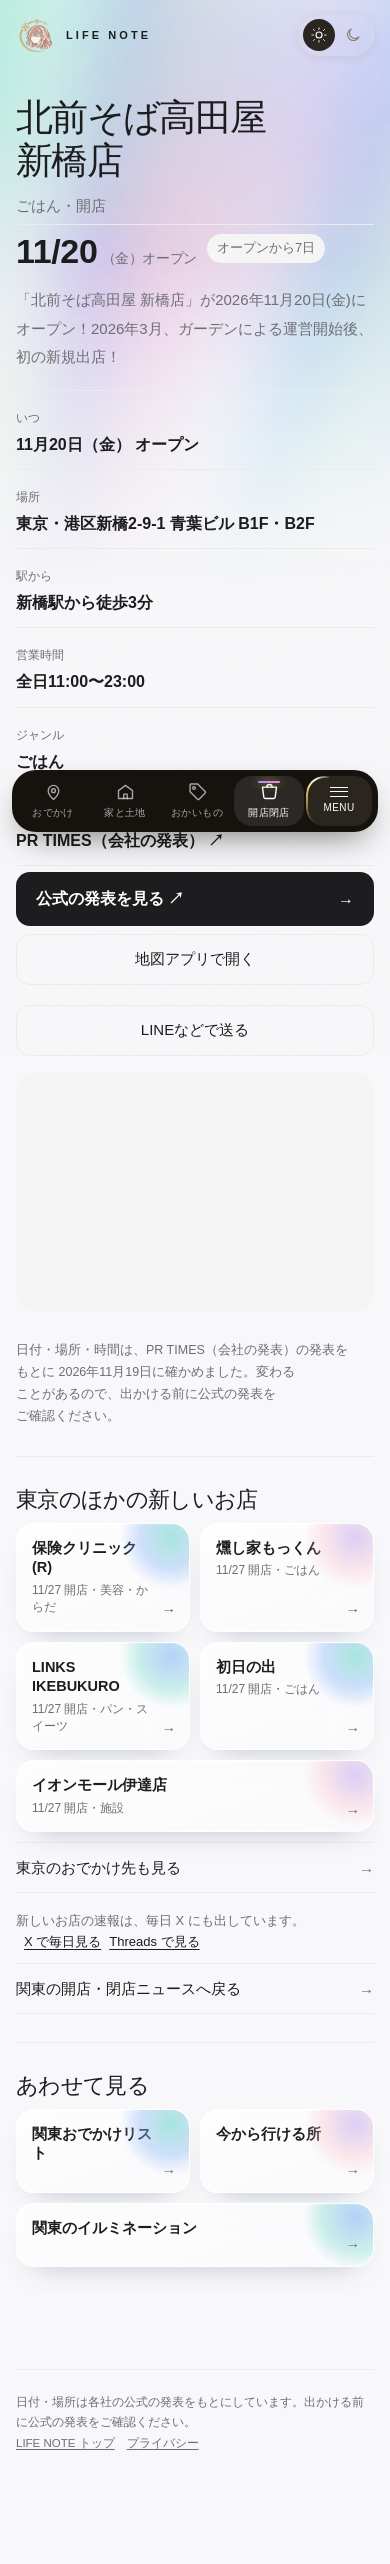 LIFE NOTE
北前そば高田屋
新橋店
ごはん・開店
11/20 （金）オープン オープンから7日
「北前そば高田屋 新橋店」が2026年11月20日(金)に
オープン！2026年3月、ガーデンによる運営開始後、
初の新規出店！
いつ
11月20日（金） オープン
場所
東京・港区新橋2-9-1 青葉ビル B1F・B2F
駅から
新橋駅から徒歩3分
営業時間
全日11:00〜23:00
ジャンル
ごはん
おでかけ 家と土地 おかいもの 開店閉店 MENU
PR TIMES（会社の発表） ↗
公式の発表を見る ↗ →
地図アプリで開く
LINEなどで送る
日付・場所・時間は、PR TIMES（会社の発表）の発表を
もとに 2026年11月19日に確かめました。変わる
ことがあるので、出かける前に公式の発表を
ご確認ください。
東京のほかの新しいお店
保険クリニック
(R)
11/27 開店・美容・か
らだ →
燻し家もっくん
11/27 開店・ごはん
→
LINKS
IKEBUKURO
11/27 開店・パン・ス
イーツ →
初日の出
11/27 開店・ごはん
→
イオンモール伊達店
11/27 開店・施設 →
東京のおでかけ先も見る →
新しいお店の速報は、毎日 X にも出しています。
X で毎日見る Threads で見る
関東の開店・閉店ニュースへ戻る →
あわせて見る
関東おでかけリス
ト →
今から行ける所
→
関東のイルミネーション →
日付・場所は各社の公式の発表をもとにしています。出かける前
に公式の発表をご確認ください。
LIFE NOTE トップ プライバシー